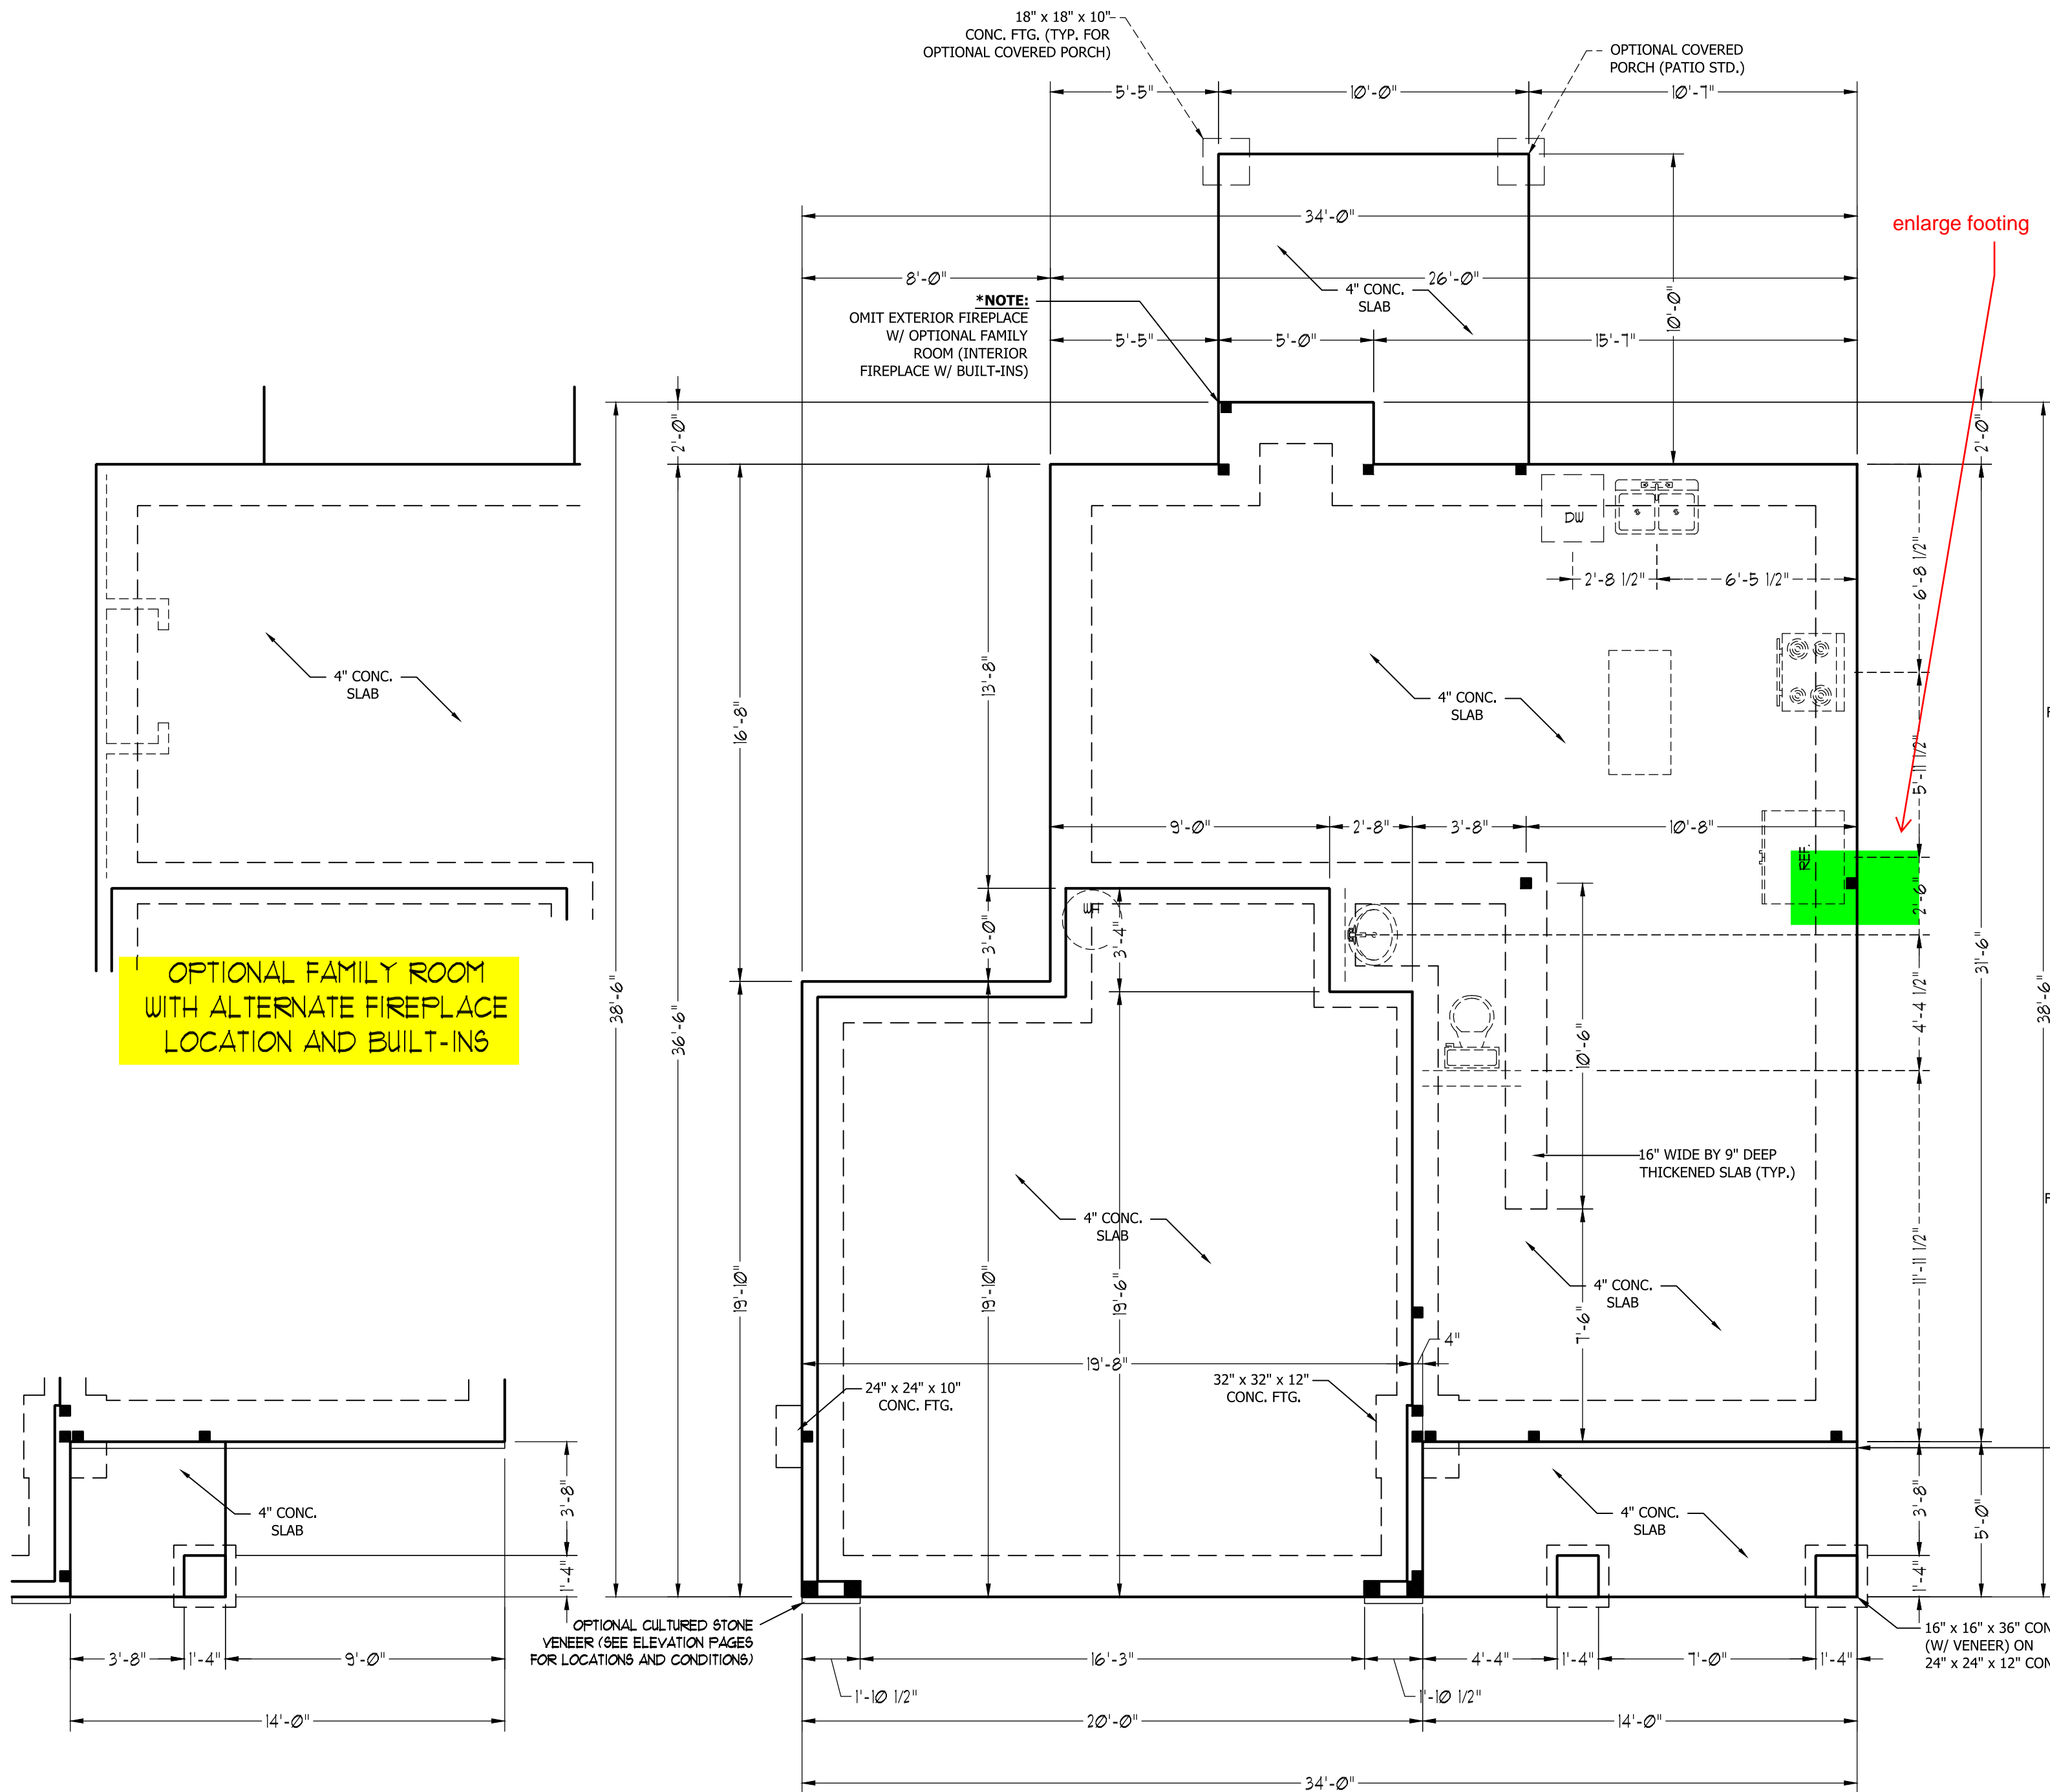 18" x 18" x 10"
CONC. FTG. (TYP. FOR
OPTIONAL COVERED PORCH)
OPTIONAL COVERED
PORCH (PATIO STD.)
5'-5"
10'-0"
10'-7"
34'-0"
enlarge footing
8'-0"
26'-0"
4" CONC.
SLAB
10'-0"
*NOTE:
OMIT EXTERIOR FIREPLACE
W/ OPTIONAL FAMILY
ROOM (INTERIOR
FIREPLACE W/ BUILT-INS)
5'-5"
5'-0"
15'-7"
2'-0"
2'-0"
DW
2'-8 1/2"
6'-5 1/2"
6'-8 1/2"
4" CONC.
SLAB
13'-8"
16'-8"
4" CONC.
SLAB
F
5'-11 1/2"
9'-0"
2'-8"
3'-8"
10'-8"
REF.
2'-6"
WH
3'-0"
3'-4"
OPTIONAL FAMILY ROOM
WITH ALTERNATE FIREPLACE
LOCATION AND BUILT-INS
38'-6"
36'-6"
31'-6"
38'-6"
4'-4 1/2"
10'-6"
16" WIDE BY 9" DEEP
THICKENED SLAB (TYP.)
F
4" CONC.
SLAB
11'-11 1/2"
19'-10"
19'-10"
19'-6"
4" CONC.
SLAB
7'-6"
4"
19'-8"
24" x 24" x 10"
CONC. FTG.
32" x 32" x 12"
CONC. FTG.
4" CONC.
SLAB
3'-8"
1'-4"
4" CONC.
SLAB
3'-8"
5'-0"
1'-4"
OPTIONAL CULTURED STONE
VENEER (SEE ELEVATION PAGES
FOR LOCATIONS AND CONDITIONS)
16" x 16" x 36" CON
(W/ VENEER) ON
24" x 24" x 12" CON
3'-8"
1'-4"
9'-0"
16'-3"
4'-4"
1'-4"
7'-0"
1'-4"
1'-10 1/2"
1'-10 1/2"
14'-0"
20'-0"
14'-0"
34'-0"